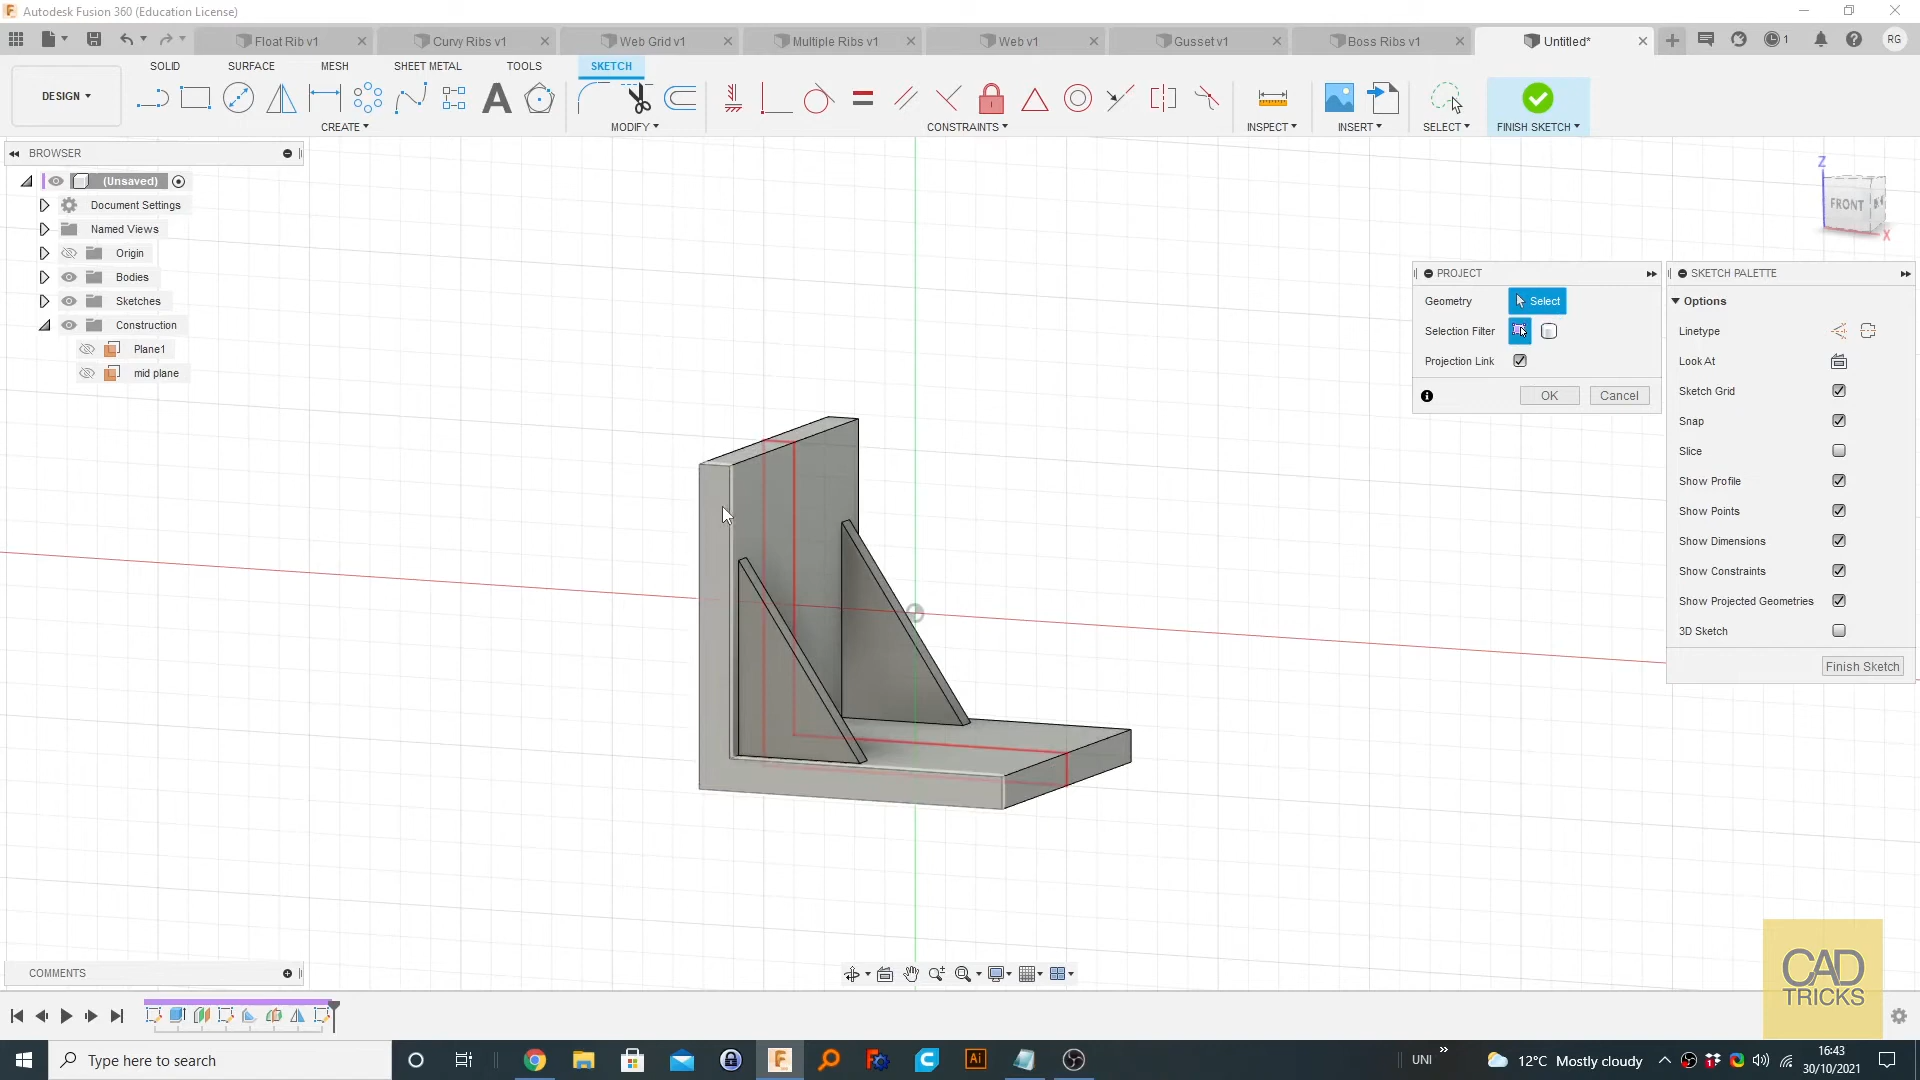 Autodesk Fusion 360 (Education License)
Float Rib v1
Curvy Ribs v1
Web Grid v1
Multiple Ribs v1
Web v1
Gusset v1
Boss Ribs v1
Untitled*
1
RG
DESIGN
SOLID
SURFACE
MESH
SHEET METAL
TOOLS
SKETCH
CREATE
MODIFY
CONSTRAINTS
INSPECT
INSERT
SELECT
FINISH SKETCH
BROWSER
(Unsaved)
Document Settings
Named Views
Origin
Bodies
Sketches
Construction
Plane1
mid plane
Z
FRONT
X
PROJECT
Geometry
Select
Selection Filter
Projection Link
OK
Cancel
SKETCH PALETTE
Options
Linetype
Look At
Sketch Grid
Snap
Slice
Show Profile
Show Points
Show Dimensions
Show Constraints
Show Projected Geometries
3D Sketch
Finish Sketch
COMMENTS
CAD
TRICKS
Type here to search
Ai
UNI
12°C Mostly cloudy
16:43
30/10/2021